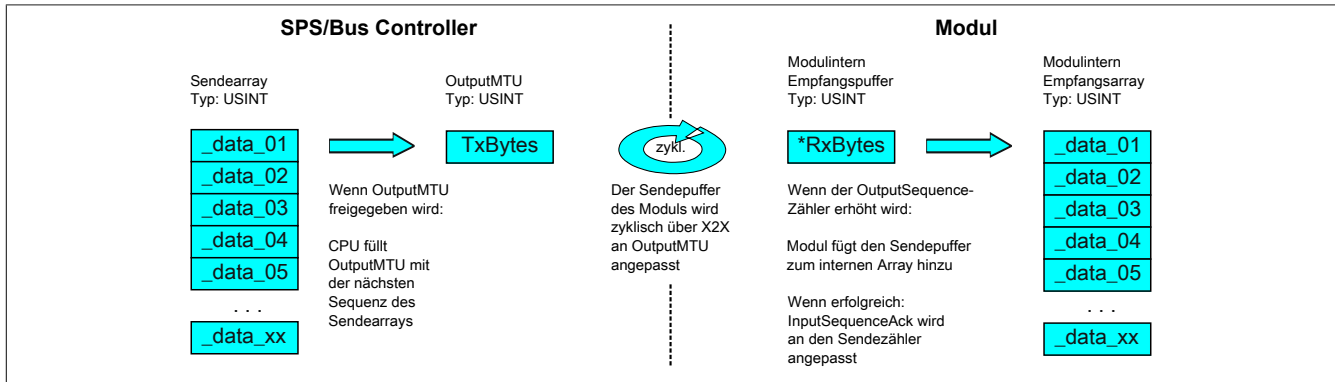 SPS/Bus Controller
Modul
Sendearray
Typ: USINT
OutputMTU
Typ: USINT
Modulintern
Empfangspuffer
Typ: USINT
Modulintern
Empfangsarray
Typ: USINT
_data_01
_data_02
_data_03
_data_04
_data_05
. . .
_data_xx
TxBytes
Wenn OutputMTU
freigegeben wird:
CPU füllt
OutputMTU mit
der nächsten
Sequenz des
Sendearrays
zykl.
Der Sendepuffer
des Moduls wird
zyklisch über X2X
an OutputMTU
angepasst
*RxBytes
Wenn der OutputSequence-
Zähler erhöht wird:
Modul fügt den Sendepuffer
zum internen Array hinzu
Wenn erfolgreich:
InputSequenceAck wird
an den Sendezähler
angepasst
_data_01
_data_02
_data_03
_data_04
_data_05
. . .
_data_xx